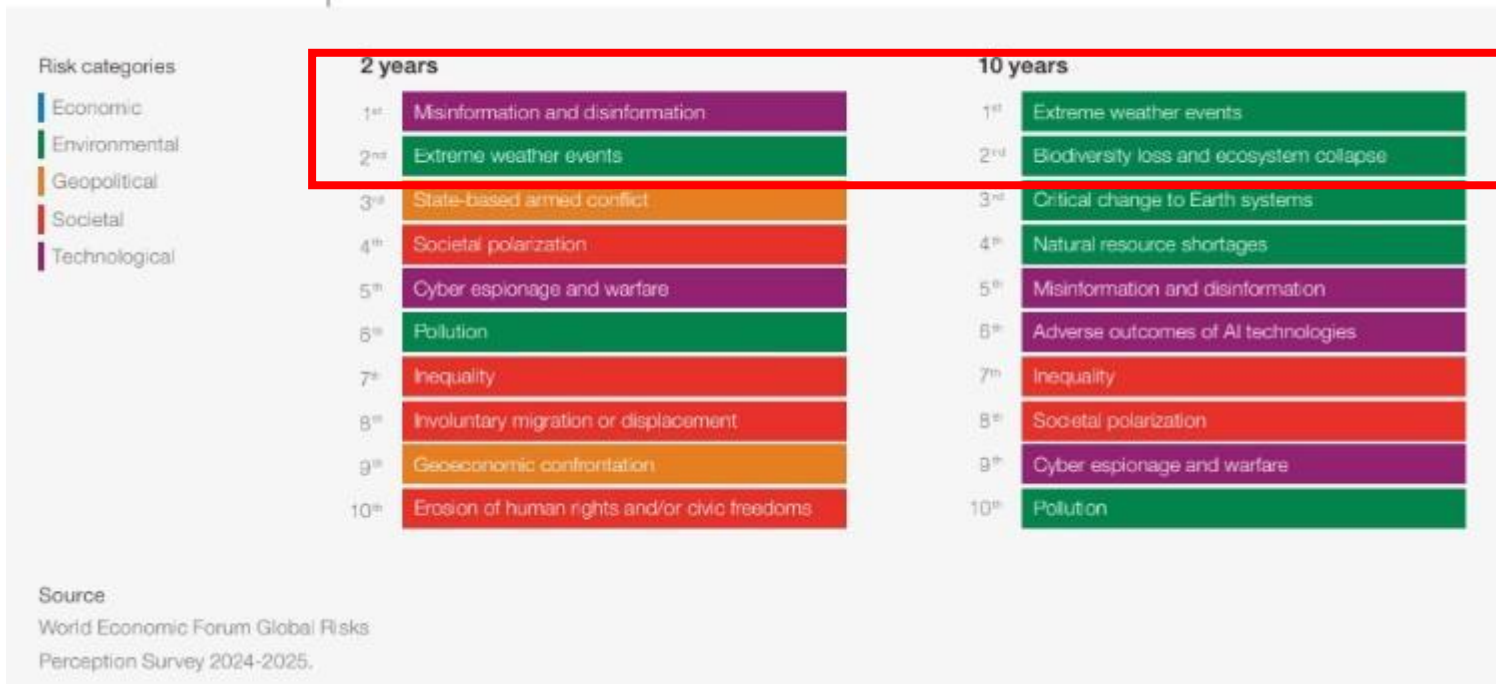 Risk categories
Economic
Environmental
Geopolitical
Societal
Technological
2 years
1st Misinformation and disinformation
2nd Extreme weather events
3rd State-based armed conflict
4th Societal polarization
5th Cyber espionage and warfare
6th Pollution
7th Inequality
8th Involuntary migration or displacement
9th Geoeconomic confrontation
10th Erosion of human rights and/or civic freedoms
10 years
1st Extreme weather events
2nd Biodiversity loss and ecosystem collapse
3rd Critical change to Earth systems
4th Natural resource shortages
5th Misinformation and disinformation
6th Adverse outcomes of AI technologies
7th Inequality
8th Societal polarization
9th Cyber espionage and warfare
10th Pollution
Source
World Economic Forum Global Risks
Perception Survey 2024-2025.